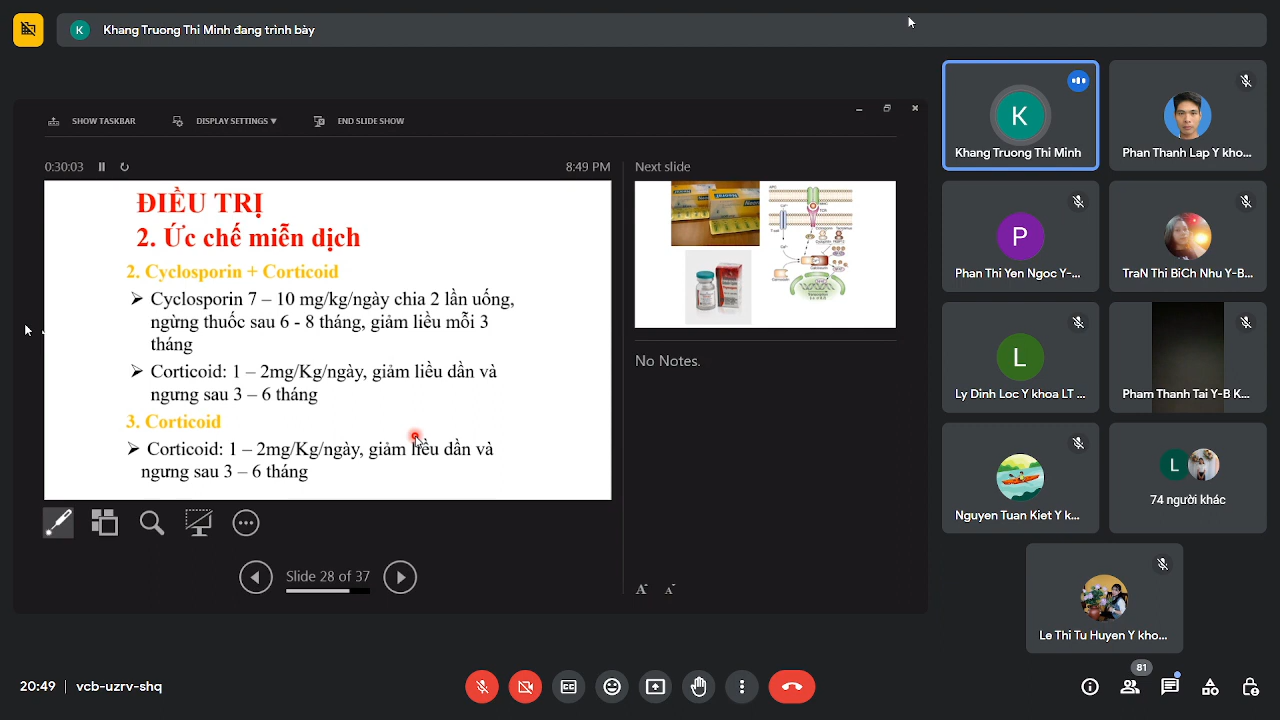 K Khang Truong Thi Minh đang trình bày
SHOW TASKBAR
DISPLAY SETTINGS ▼
END SLIDE SHOW
0:30:03
8:49 PM
ĐIỀU TRỊ
2. Ức chế miễn dịch
2. Cyclosporin + Corticoid
➢ Cyclosporin 7 – 10 mg/kg/ngày chia 2 lần uống,
ngừng thuốc sau 6 - 8 tháng, giảm liều mỗi 3
tháng
➢ Corticoid: 1 – 2mg/Kg/ngày, giảm liều dần và
ngưng sau 3 – 6 tháng
3. Corticoid
➢ Corticoid: 1 – 2mg/Kg/ngày, giảm liều dần và
ngưng sau 3 – 6 tháng
Slide 28 of 37
Next slide
No Notes.
A A
K
Khang Truong Thi Minh
Phan Thanh Lap Y kho...
P
Phan Thi Yen Ngoc Y-...
TraN Thi BiCh Nhu Y-B...
L
Ly Dinh Loc Y khoa LT ...
Pham Thanh Tai Y-B K...
Nguyen Tuan Kiet Y k...
L
74 người khác
Le Thi Tu Huyen Y kho...
20:49 | vcb-uzrv-shq
81